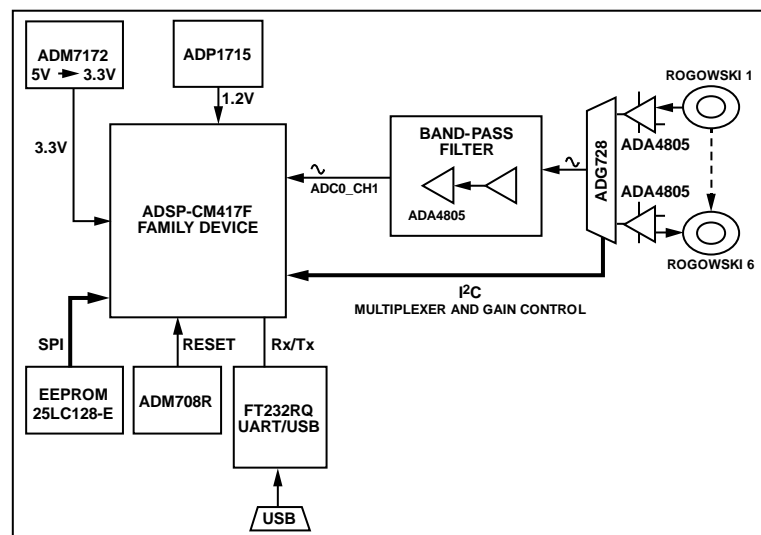 ADM7172
5V 3.3V
ADP1715
1.2V
3.3V
ADSP-CM417F
FAMILY DEVICE
ADC0_CH1
BAND-PASS
FILTER
ADA4805
ADG728
ADA4805
ADA4805
ROGOWSKI 1
ROGOWSKI 6
I²C
MULTIPLEXER AND GAIN CONTROL
SPI
RESET
Rx/Tx
EEPROM
25LC128-E
ADM708R
FT232RQ
UART/USB
USB